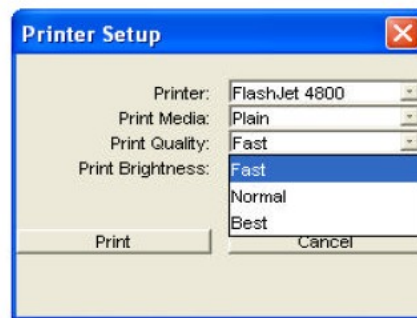 Printer Setup
Printer: FlashJet 4800
Print Media: Plain
Print Quality: Fast
Print Brightness: Fast
Normal
Best
Print Cancel